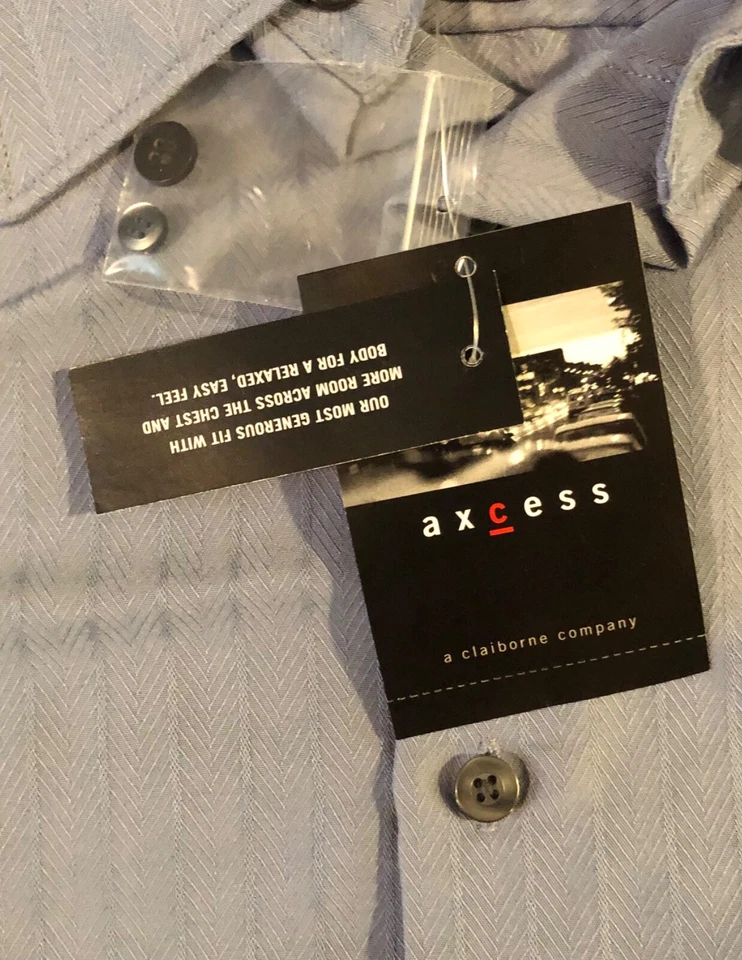 OUR MOST GENEROUS FIT WITH
MORE ROOM ACROSS THE CHEST AND
BODY FOR A RELAXED, EASY FEEL.
axcess
a claiborne company